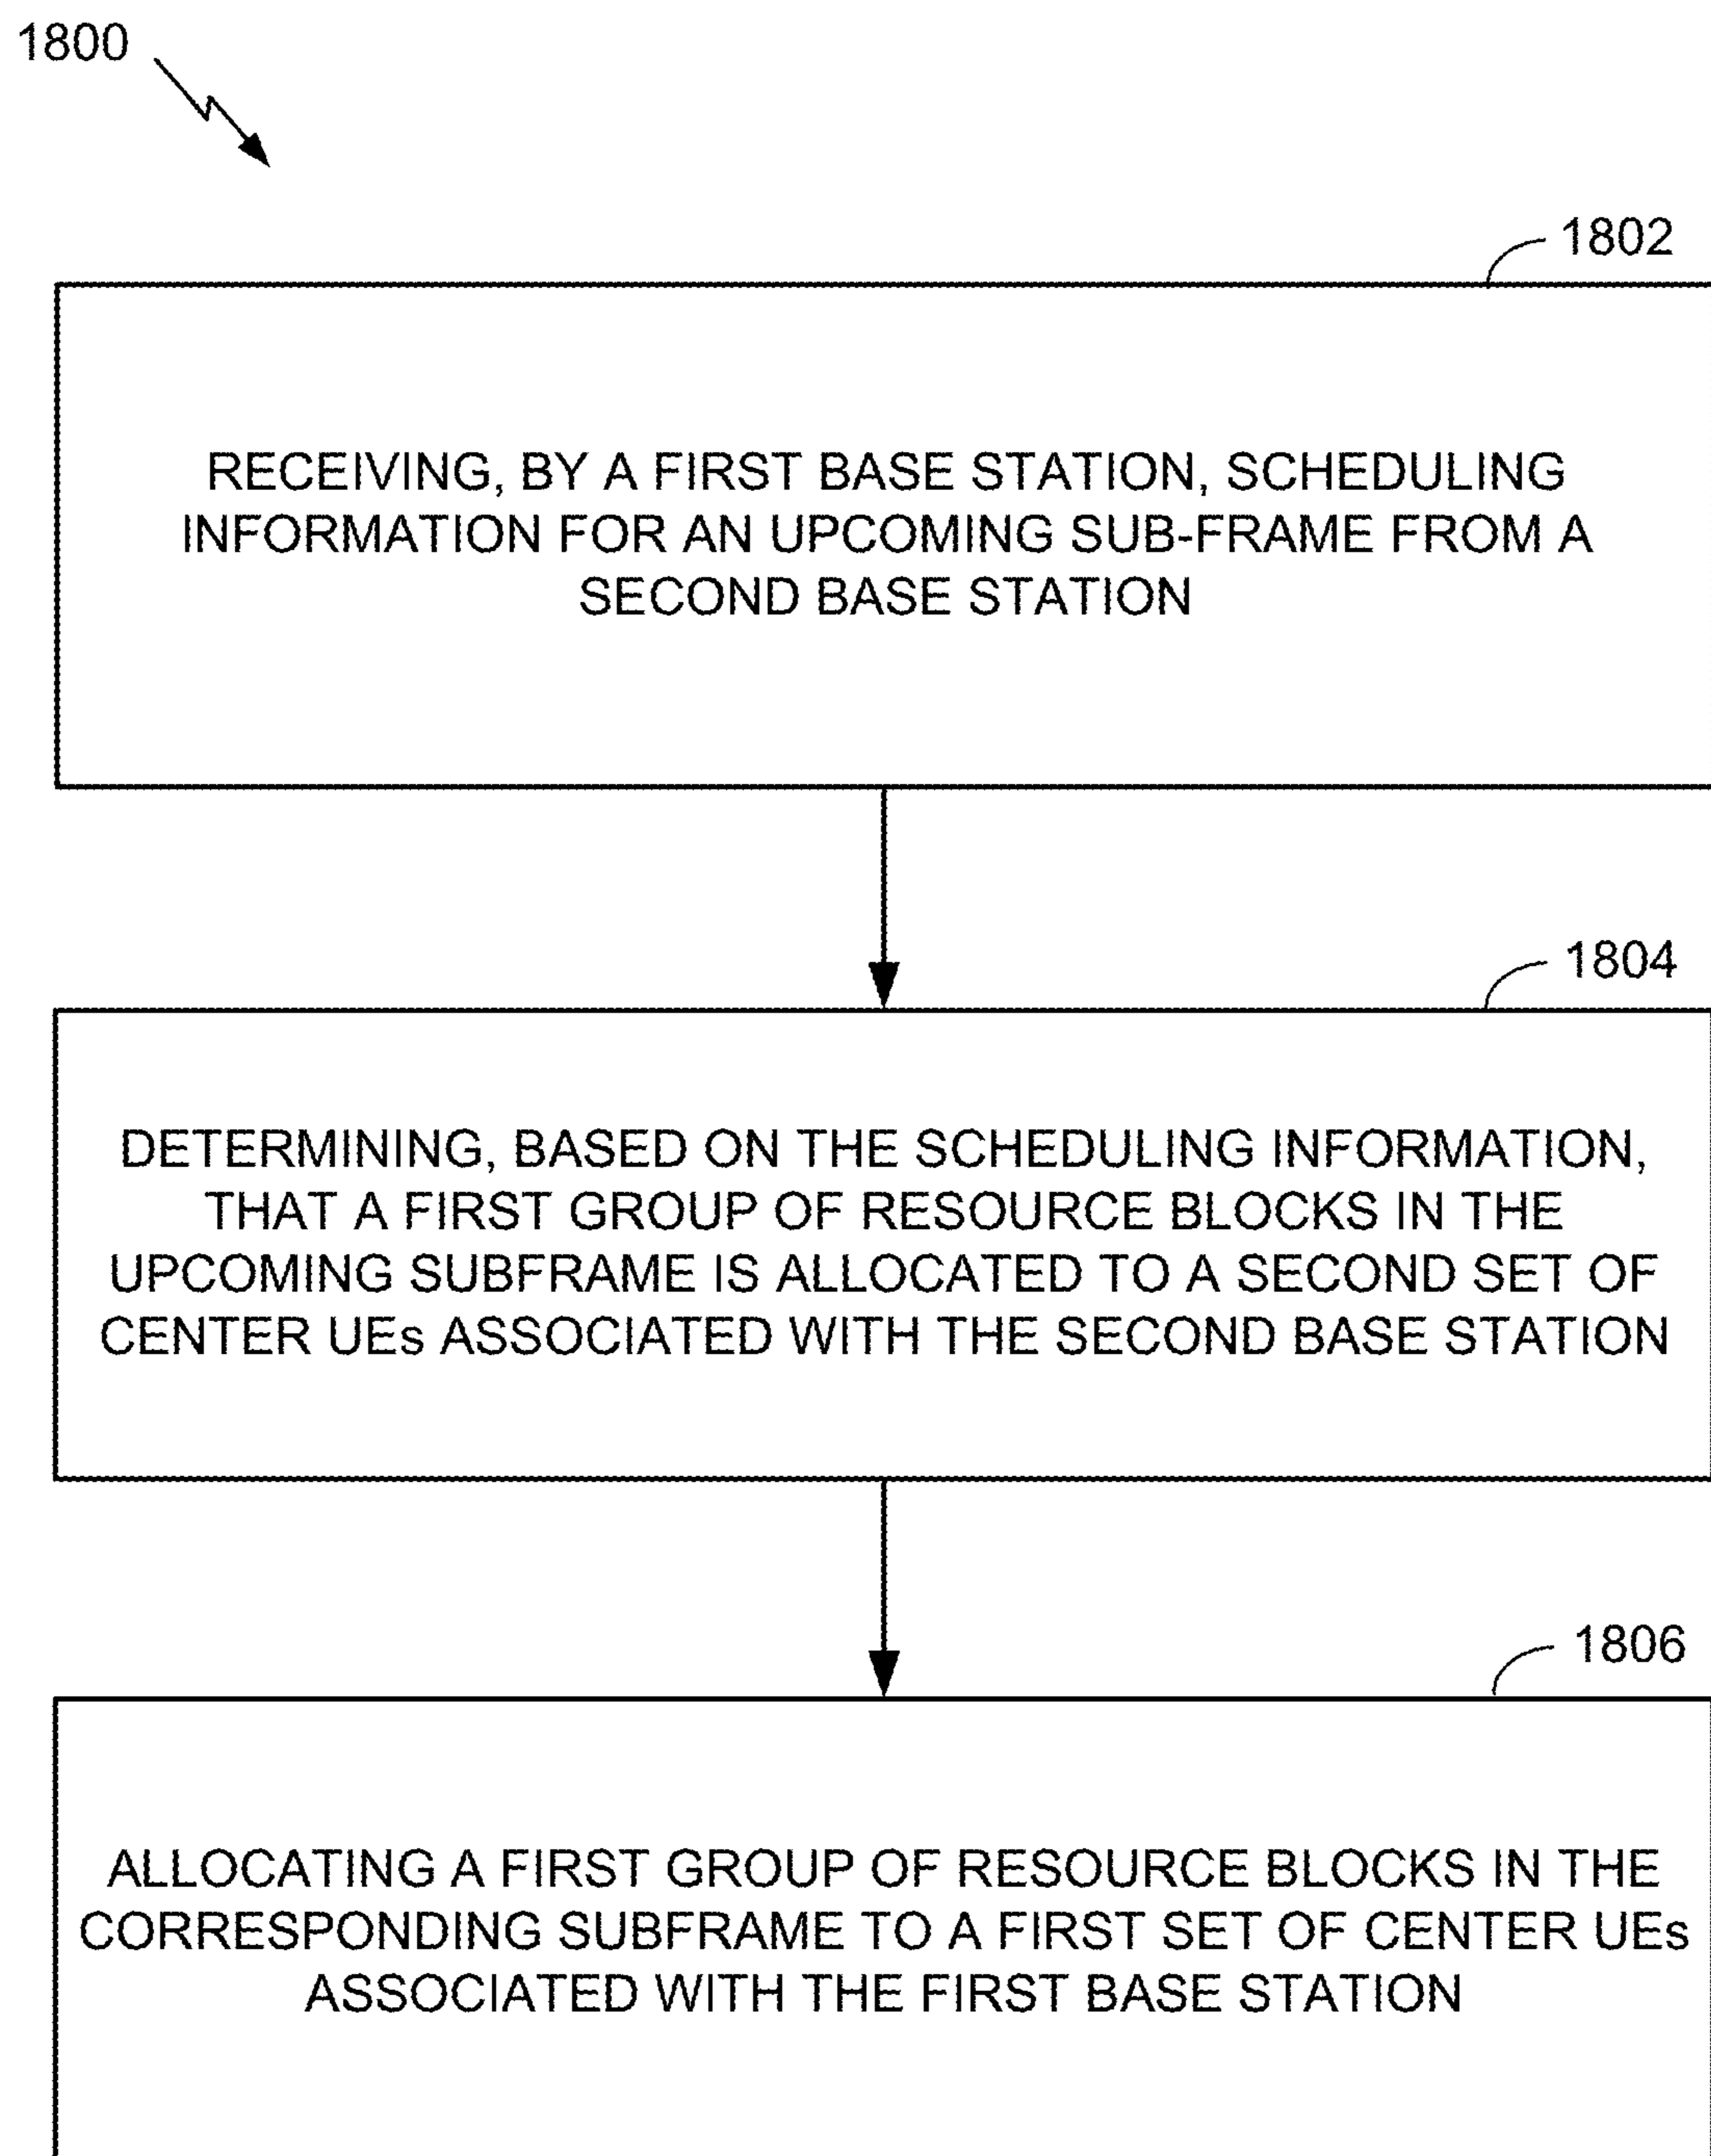 1800
1802
RECEIVING, BY A FIRST BASE STATION, SCHEDULING
INFORMATION FOR AN UPCOMING SUB-FRAME FROM A
SECOND BASE STATION
1804
DETERMINING, BASED ON THE SCHEDULING INFORMATION,
THAT A FIRST GROUP OF RESOURCE BLOCKS IN THE
UPCOMING SUBFRAME IS ALLOCATED TO A SECOND SET OF
CENTER UEs ASSOCIATED WITH THE SECOND BASE STATION
1806
ALLOCATING A FIRST GROUP OF RESOURCE BLOCKS IN THE
CORRESPONDING SUBFRAME TO A FIRST SET OF CENTER UEs
ASSOCIATED WITH THE FIRST BASE STATION